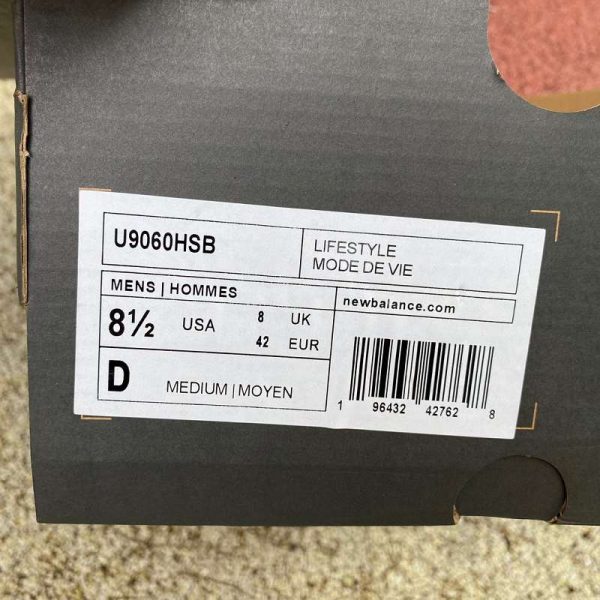 U9060HSB
LIFESTYLE
MODE DE VIE
MENS | HOMMES
newbalance.com
8½ USA 8 UK
42 EUR
D MEDIUM | MOYEN
1 96432 42762 8